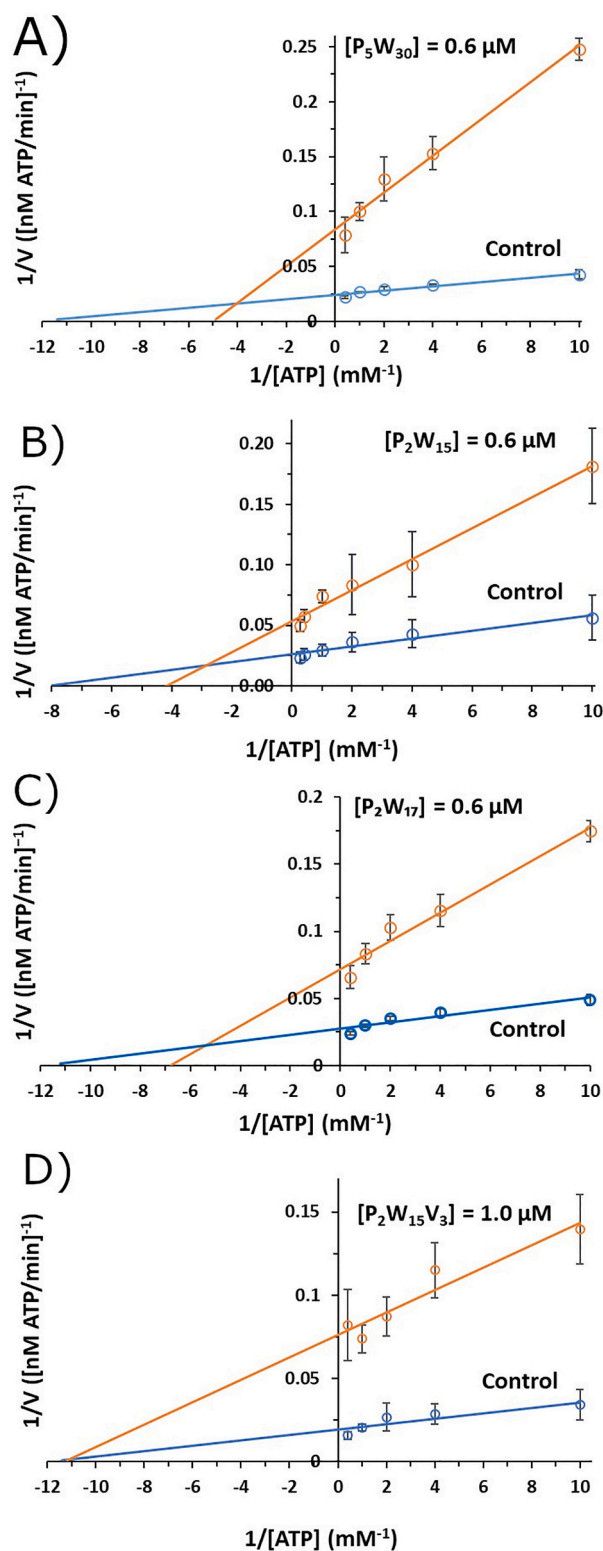 A)
[P₅W₃₀] = 0.6 µM
1/V ([nM ATP/min]⁻¹)
0.25
0.2
0.15
0.1
0.05
0
Control
-12 -10 -8 -6 -4 -2 0 2 4 6 8 10
1/[ATP] (mM⁻¹)
B)
[P₂W₁₅] = 0.6 µM
1/V ([nM ATP/min]⁻¹)
0.20
0.15
0.10
0.05
0.00
Control
-8 -6 -4 -2 0 2 4 6 8 10
1/[ATP] (mM⁻¹)
C)
[P₂W₁₇] = 0.6 µM
1/V ([nM ATP/min]⁻¹
0.2
0.15
0.1
0.05
0
Control
-12 -10 -8 -6 -4 -2 0 2 4 6 8 10
1/[ATP] (mM⁻¹)
D)
[P₂W₁₅V₃] = 1.0 µM
1/V ([nM ATP/min]⁻¹)
0.15
0.1
0.05
0
Control
-12 -10 -8 -6 -4 -2 0 2 4 6 8 10
1/[ATP] (mM⁻¹)